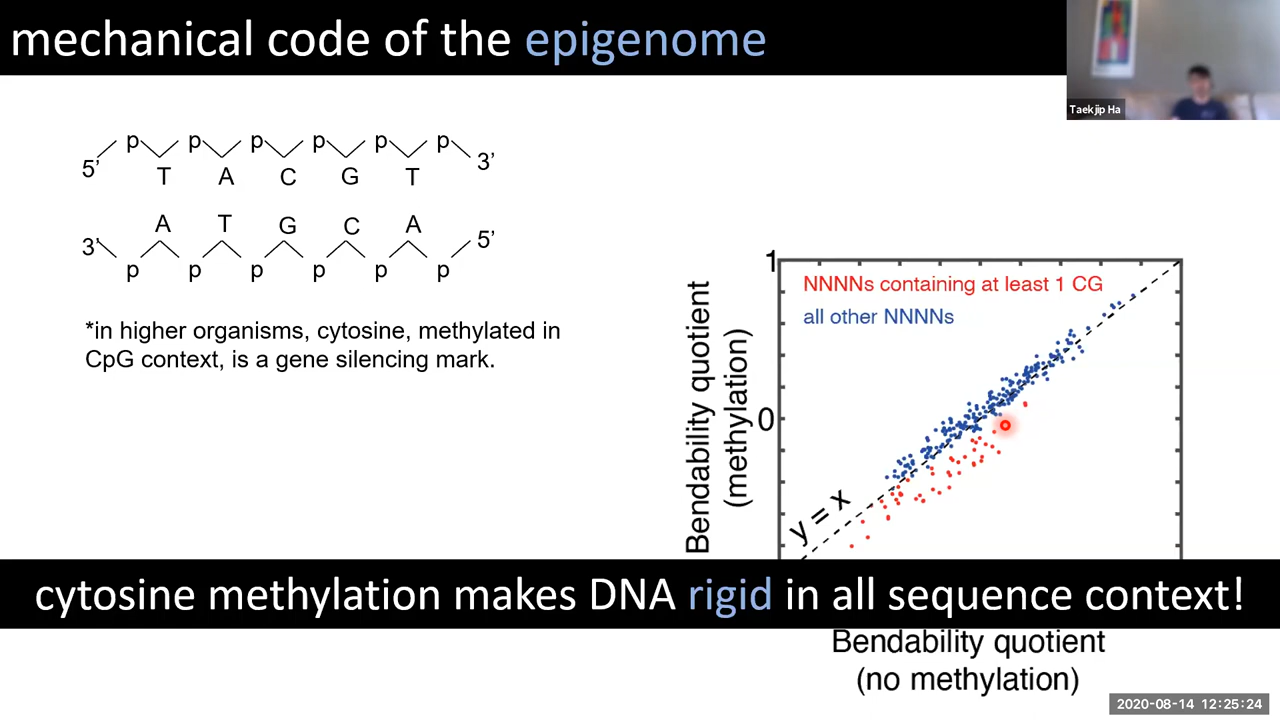 mechanical code of the epigenome
Taekjip Ha
p p p p p p
5’ 3’
T A C G T
A T G C A
3’ 5’
p p p p p p
*in higher organisms, cytosine, methylated in
CpG context, is a gene silencing mark.
1
NNNNs containing at least 1 CG
all other NNNNs
Bendability quotient
(methylation)
0
y = x
cytosine methylation makes DNA rigid in all sequence context!
Bendability quotient
(no methylation)
2020-08-14 12:25:24